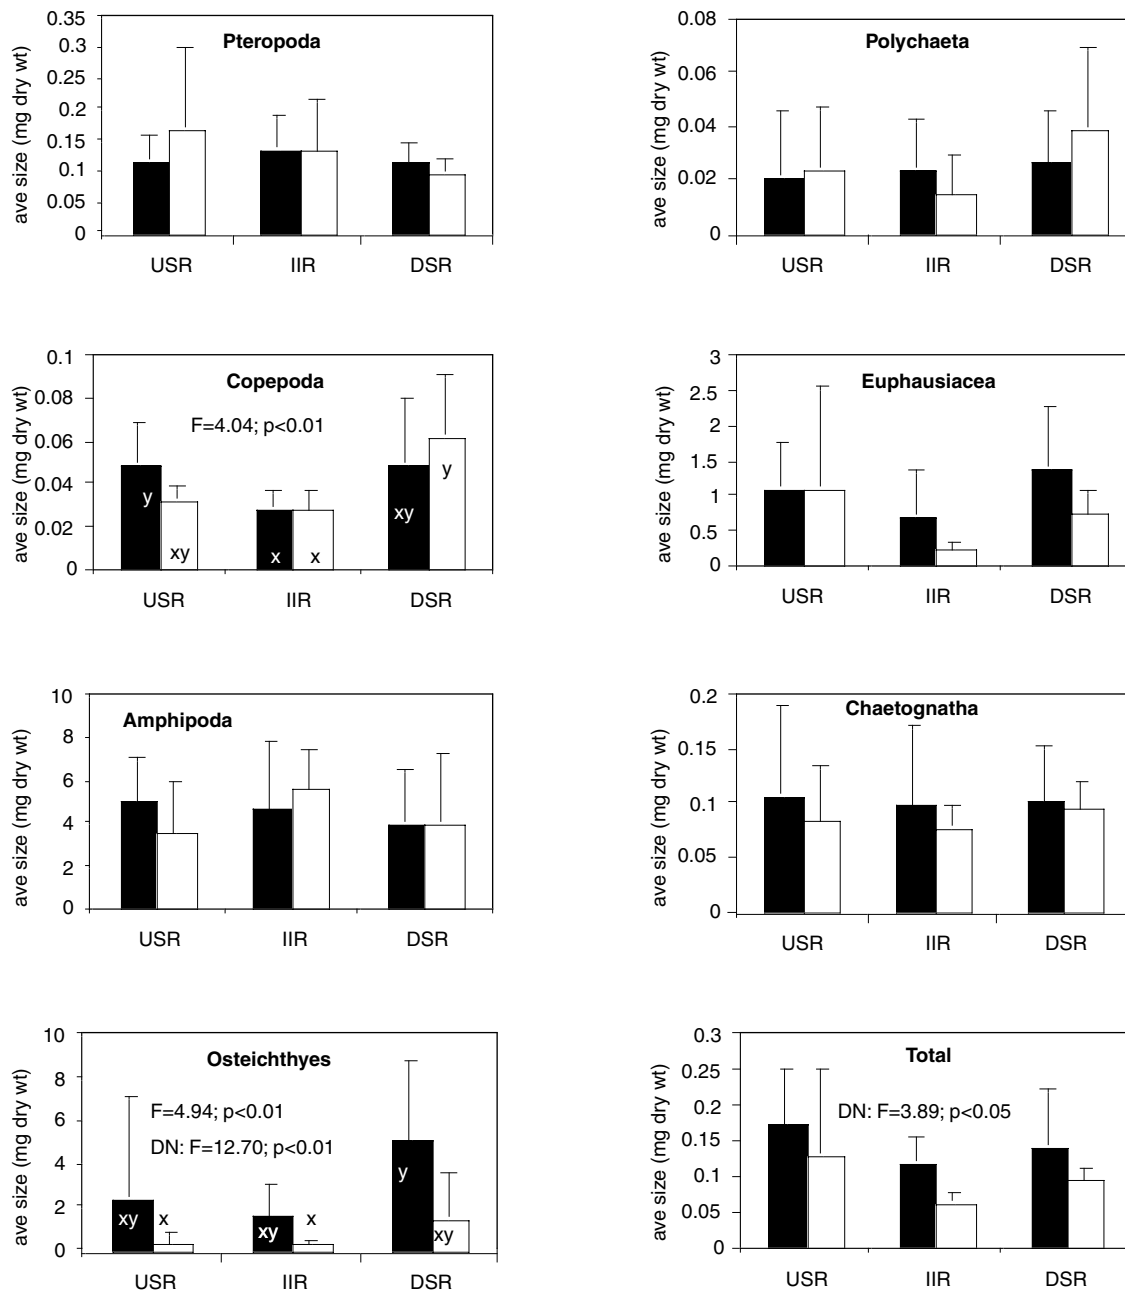 Pteropoda
ave size (mg dry wt)
0.35
0.3
0.25
0.2
0.15
0.1
0.05
0
USR IIR DSR
Polychaeta
ave size (mg dry wt)
0.08
0.06
0.04
0.02
0
USR IIR DSR
Copepoda
F=4.04; p<0.01
ave size (mg dry wt)
0.1
0.08
0.06
0.04
0.02
0
y xy x x xy y
USR IIR DSR
Euphausiacea
ave size (mg dry wt)
3
2.5
2
1.5
1
0.5
0
USR IIR DSR
Amphipoda
ave size (mg dry wt)
10
8
6
4
2
0
USR IIR DSR
Chaetognatha
ave size (mg dry wt)
0.2
0.15
0.1
0.05
0
USR IIR DSR
Osteichthyes
F=4.94; p<0.01
DN: F=12.70; p<0.01
ave size (mg dry wt)
10
8
6
4
2
0
xy x xy x y xy
USR IIR DSR
Total
DN: F=3.89; p<0.05
ave size (mg dry wt)
0.3
0.25
0.2
0.15
0.1
0.05
0
USR IIR DSR